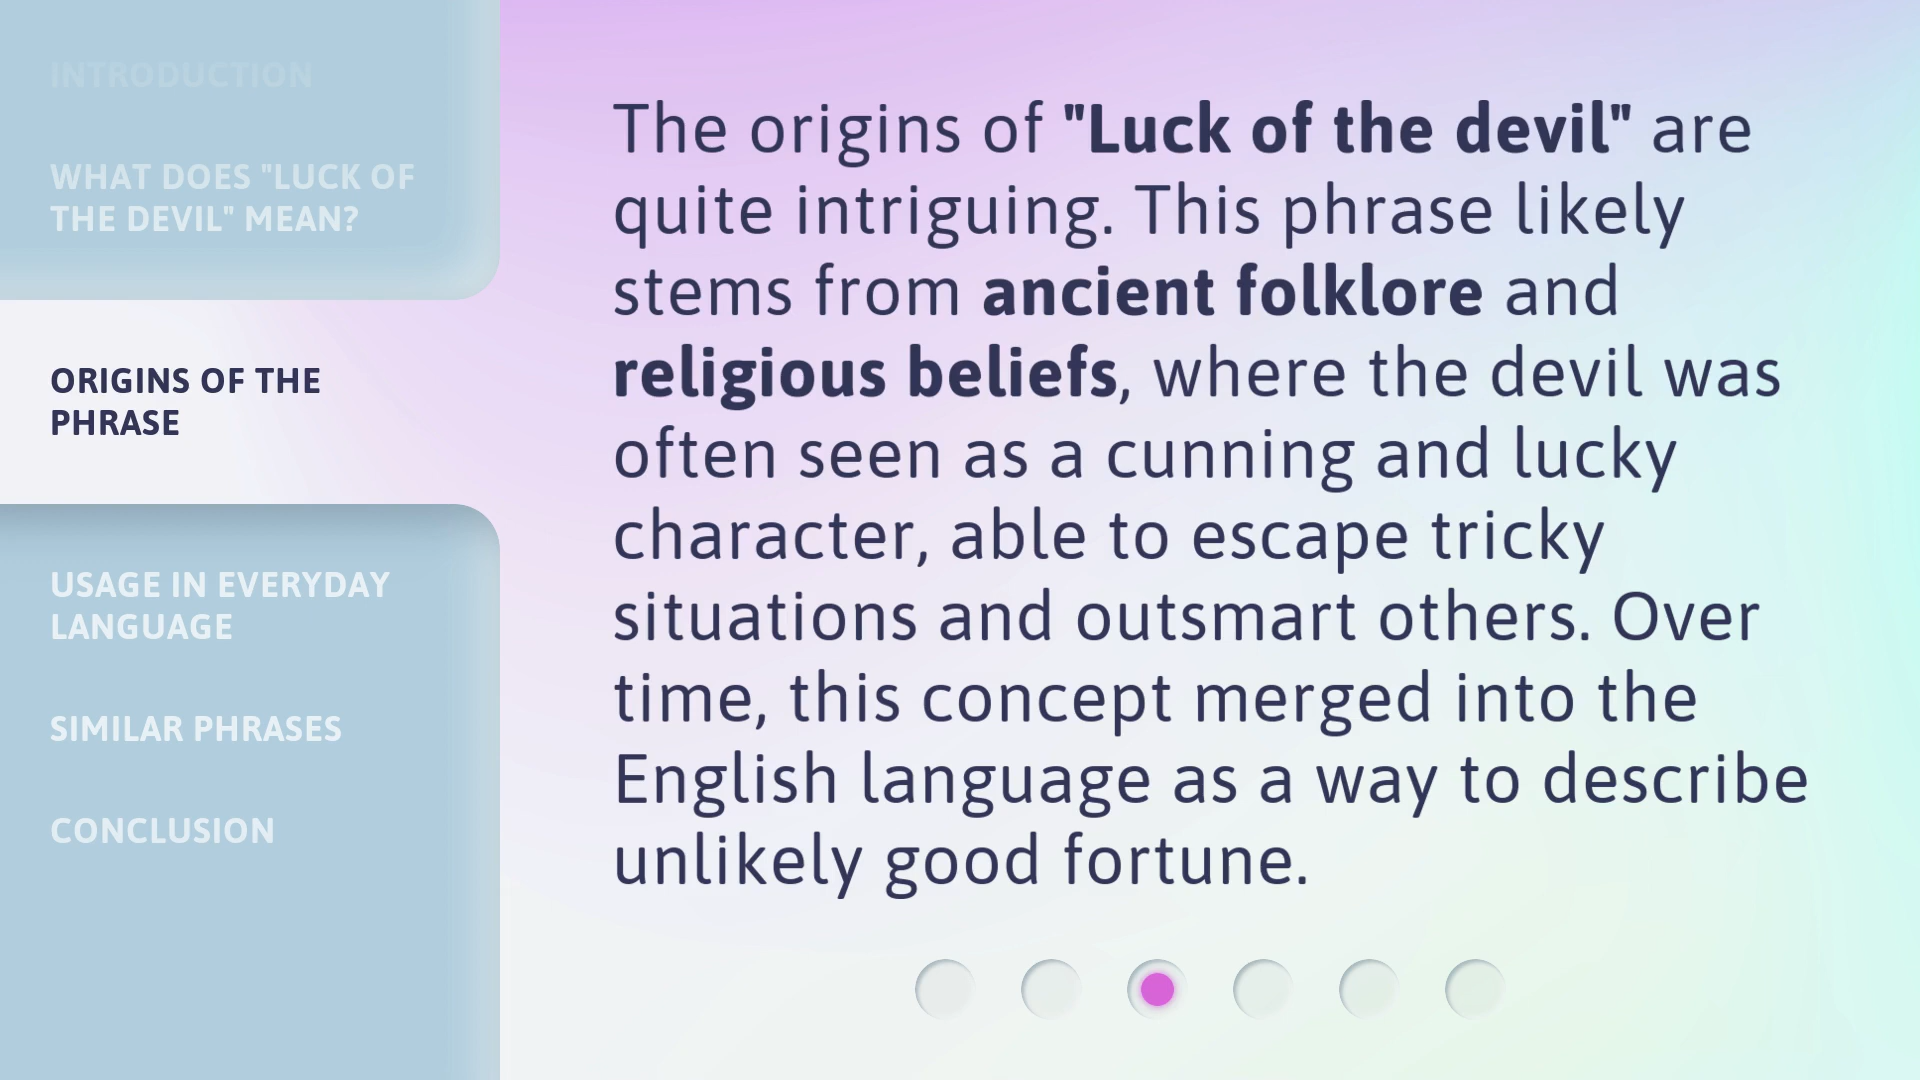 INTRODUCTION
WHAT DOES "LUCK OF
THE DEVIL" MEAN?
ORIGINS OF THE
PHRASE
USAGE IN EVERYDAY
LANGUAGE
SIMILAR PHRASES
CONCLUSION
The origins of "Luck of the devil" are
quite intriguing. This phrase likely
stems from ancient folklore and
religious beliefs, where the devil was
often seen as a cunning and lucky
character, able to escape tricky
situations and outsmart others. Over
time, this concept merged into the
English language as a way to describe
unlikely good fortune.